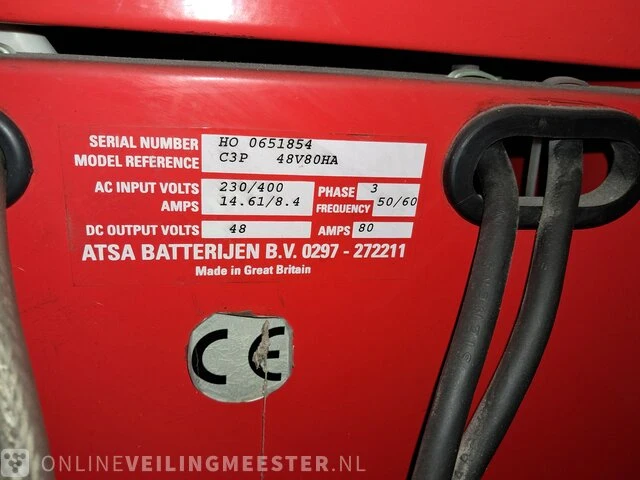 SERIAL NUMBER HO 0651854
MODEL REFERENCE C3P 48V80HA
AC INPUT VOLTS 230/400 PHASE 3
AMPS 14.61/8.4 FREQUENCY 50/60
DC OUTPUT VOLTS 48 AMPS 80
ATSA BATTERIJEN B.V. 0297 - 272211
Made in Great Britain
CE
ONLINEVEILINGMEESTER.NL